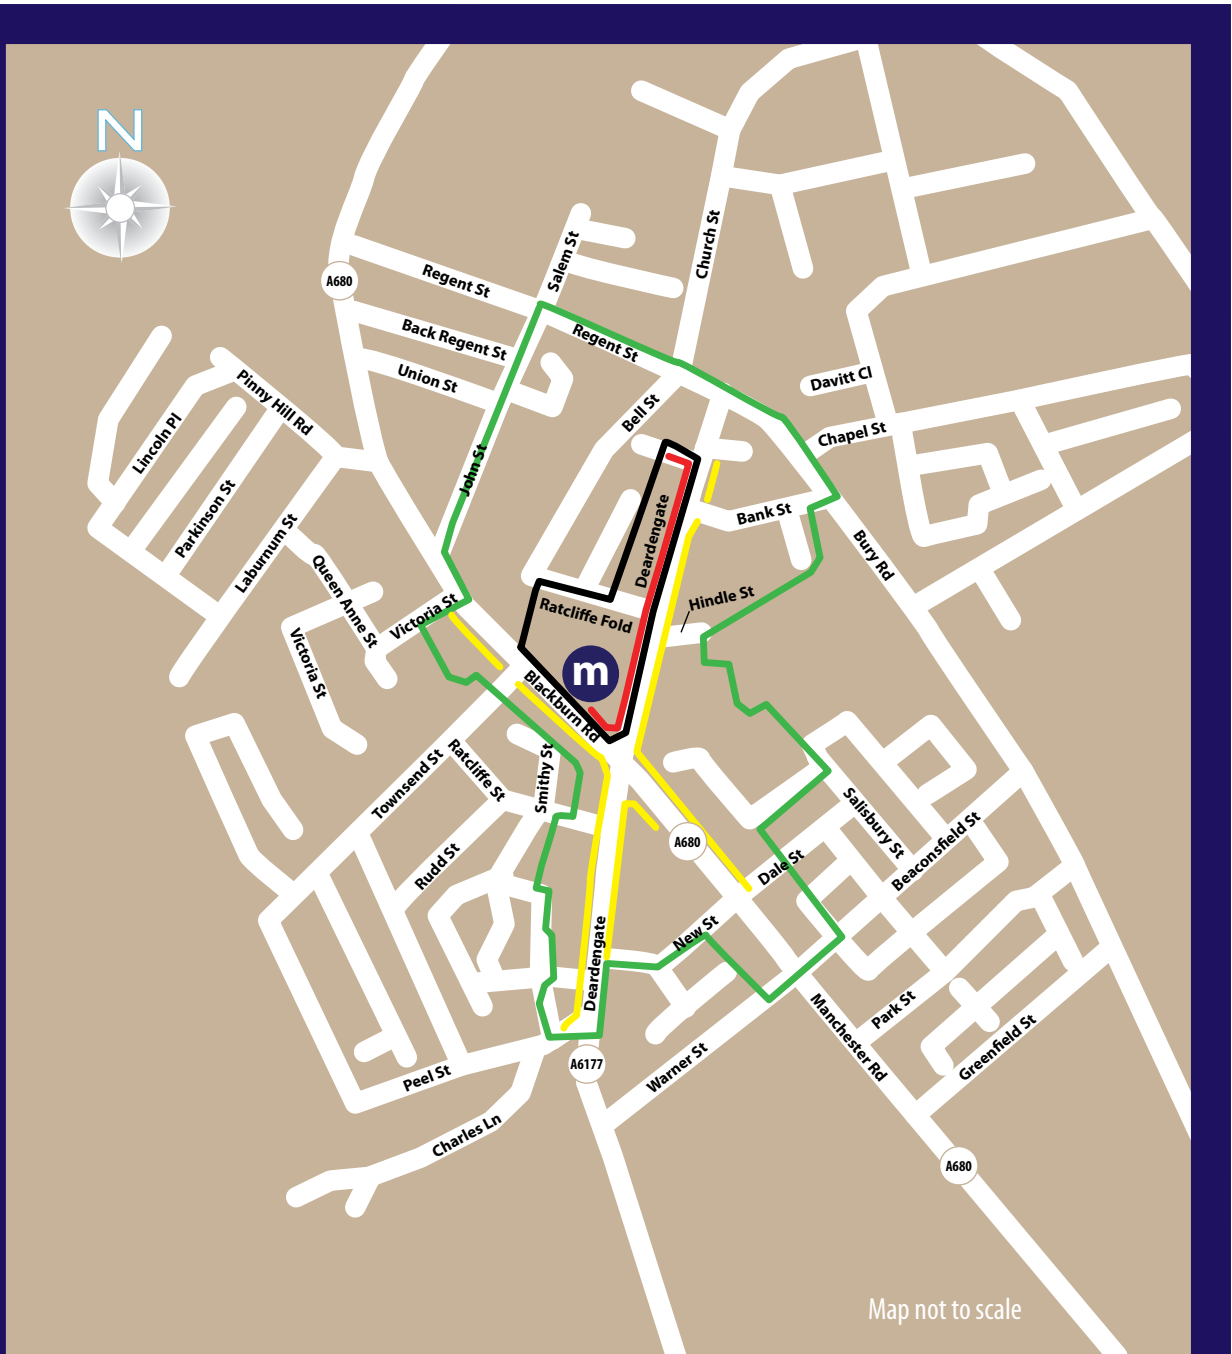 N
Church St
Salem St
A680
Regent St
Back Regent St
Regent St
Union St
Davitt Cl
Pinny Hill Rd
Bell St
Chapel St
Lincoln Pl
John St
Parkinson St
Deardengate
Bank St
Laburnum St
Bury Rd
Queen Anne St
Victoria St
Ratcliffe Fold
Hindle St
Victoria St
m
Blackburn Rd
Townsend St
Ratcliffe St
Smithy St
A680
Salisbury St
Beaconsfield St
Rudd St
Dale St
New St
Deardengate
Manchester Rd
Park St
Greenfield St
Peel St
A6177
Warner St
Charles Ln
A680
Map not to scale